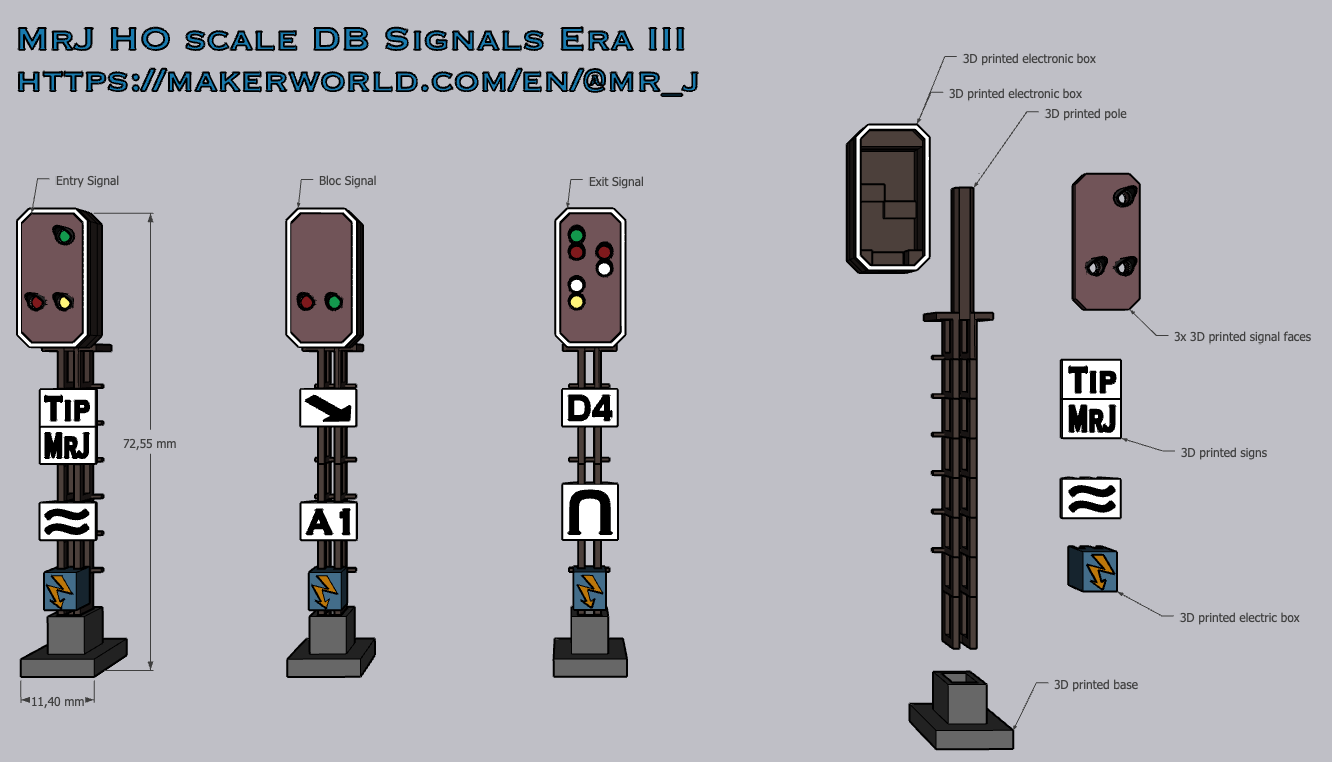 MrJ HO scale DB Signals Era III
https://makerworld.com/en/@mr_j
3D printed electronic box
3D printed electronic box
3D printed pole
Entry Signal
Bloc Signal
Exit Signal
3x 3D printed signal faces
Tip
MrJ
D4
Tip
MrJ
72,55 mm
3D printed signs
A1
3D printed electric box
3D printed base
11,40 mm